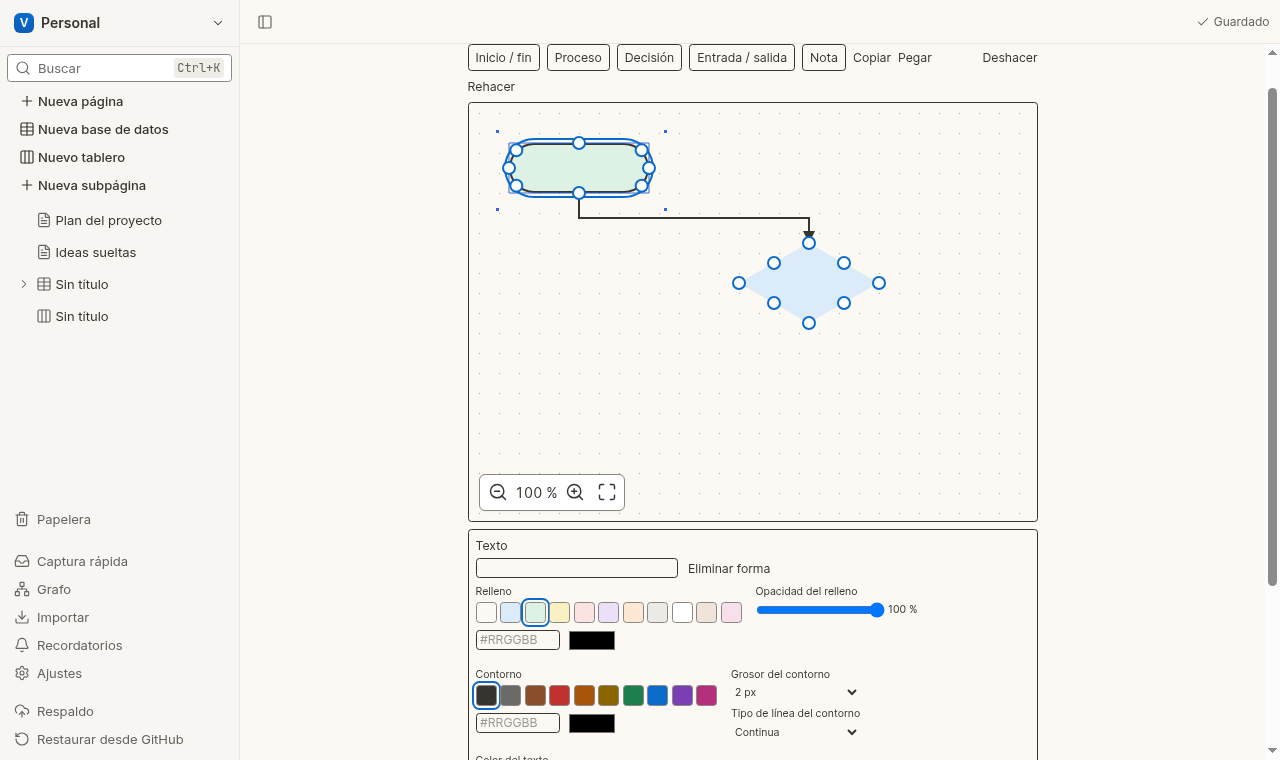 V Personal
Guardado
Buscar Ctrl+K
Nueva página
Nueva base de datos
Nuevo tablero
Nueva subpágina
Plan del proyecto
Ideas sueltas
Sin título
Sin título
Papelera
Captura rápida
Grafo
Importar
Recordatorios
Ajustes
Respaldo
Restaurar desde GitHub
Inicio / fin Proceso Decisión Entrada / salida Nota Copiar Pegar Deshacer
Rehacer
100 %
Texto
Eliminar forma
Relleno Opacidad del relleno
100 %
#RRGGBB
Contorno Grosor del contorno
2 px
Tipo de línea del contorno
#RRGGBB
Continua
Color del texto